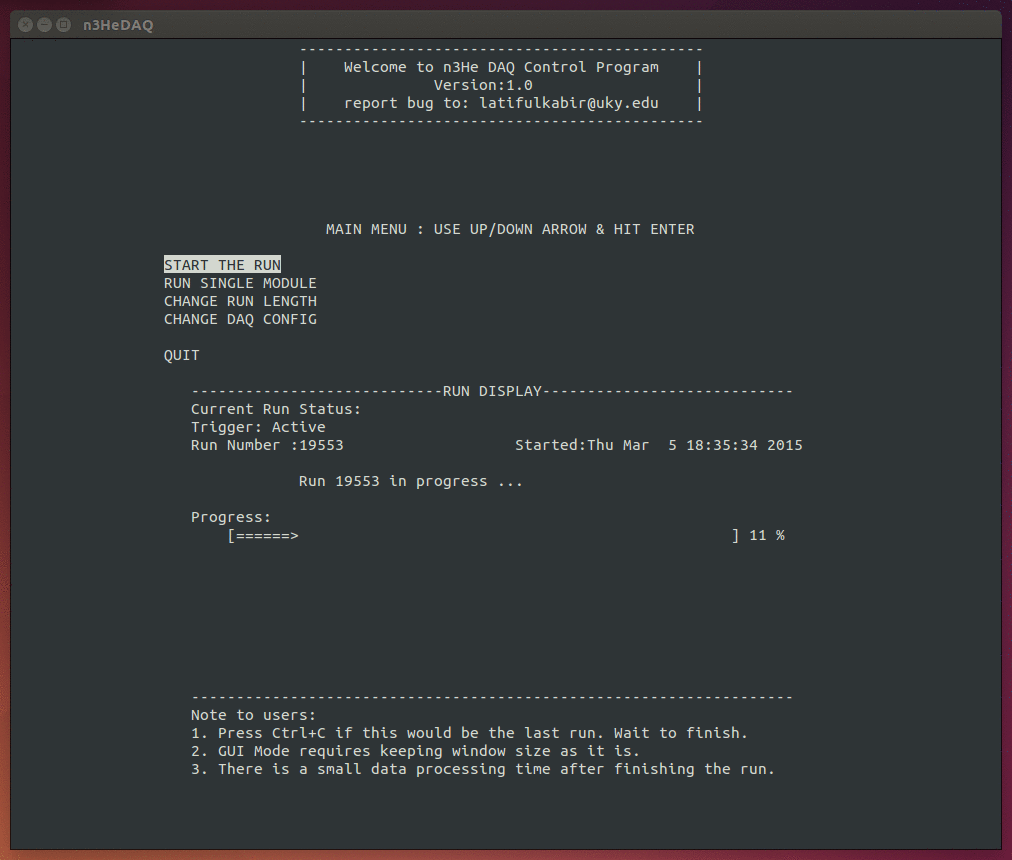 n3HeDAQ
---------------------------------------------
|    Welcome to n3He DAQ Control Program    |
|              Version:1.0                  |
|    report bug to: latifulkabir@uky.edu    |
---------------------------------------------
MAIN MENU : USE UP/DOWN ARROW & HIT ENTER
START THE RUN
RUN SINGLE MODULE
CHANGE RUN LENGTH
CHANGE DAQ CONFIG
QUIT
----------------------------RUN DISPLAY----------------------------
Current Run Status:
Trigger: Active
Run Number :19553                   Started:Thu Mar  5 18:35:34 2015
Run 19553 in progress ...
Progress:
[======>                                                ] 11 %
-------------------------------------------------------------------
Note to users:
1. Press Ctrl+C if this would be the last run. Wait to finish.
2. GUI Mode requires keeping window size as it is.
3. There is a small data processing time after finishing the run.